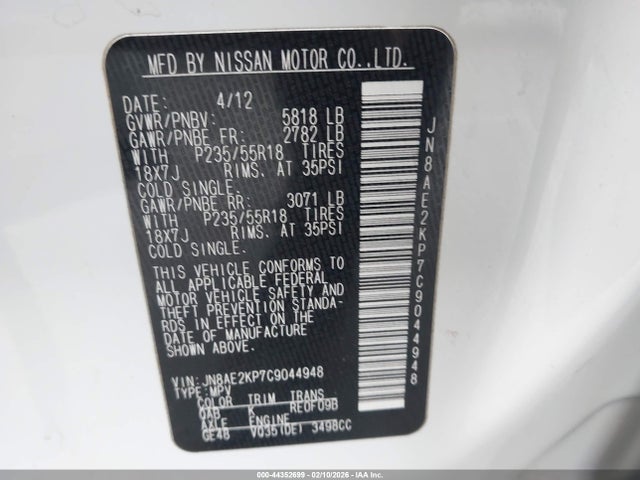 MFD BY NISSAN MOTOR CO.,LTD.
DATE: 4/12
GVWR/PNBV: 5818 LB
GAWR/PNBE FR: 2782 LB
WITH P235/55R18 TIRES
18X7J RIMS, AT 35PSI
COLD SINGLE.
GAWR/PNBE RR: 3071 LB
WITH P235/55R18 TIRES
18X7J RIMS, AT 35PSI
COLD SINGLE.
THIS VEHICLE CONFORMS TO
ALL APPLICABLE FEDERAL
MOTOR VEHICLE SAFETY AND
THEFT PREVENTION STANDA-
RDS IN EFFECT ON THE
DATE OF MANUFACTURE
SHOWN ABOVE.
VIN: JN8AE2KP7C9044948
TYPE: MPV
COLOR TRIM TRANS
QAB K RE0F09B
AXLE ENGINE
GE48 VQ35(DE) 3498CC
JN8AE2KP7C9044948
000-44352699 - 02/10/2026 - IAAI.COM